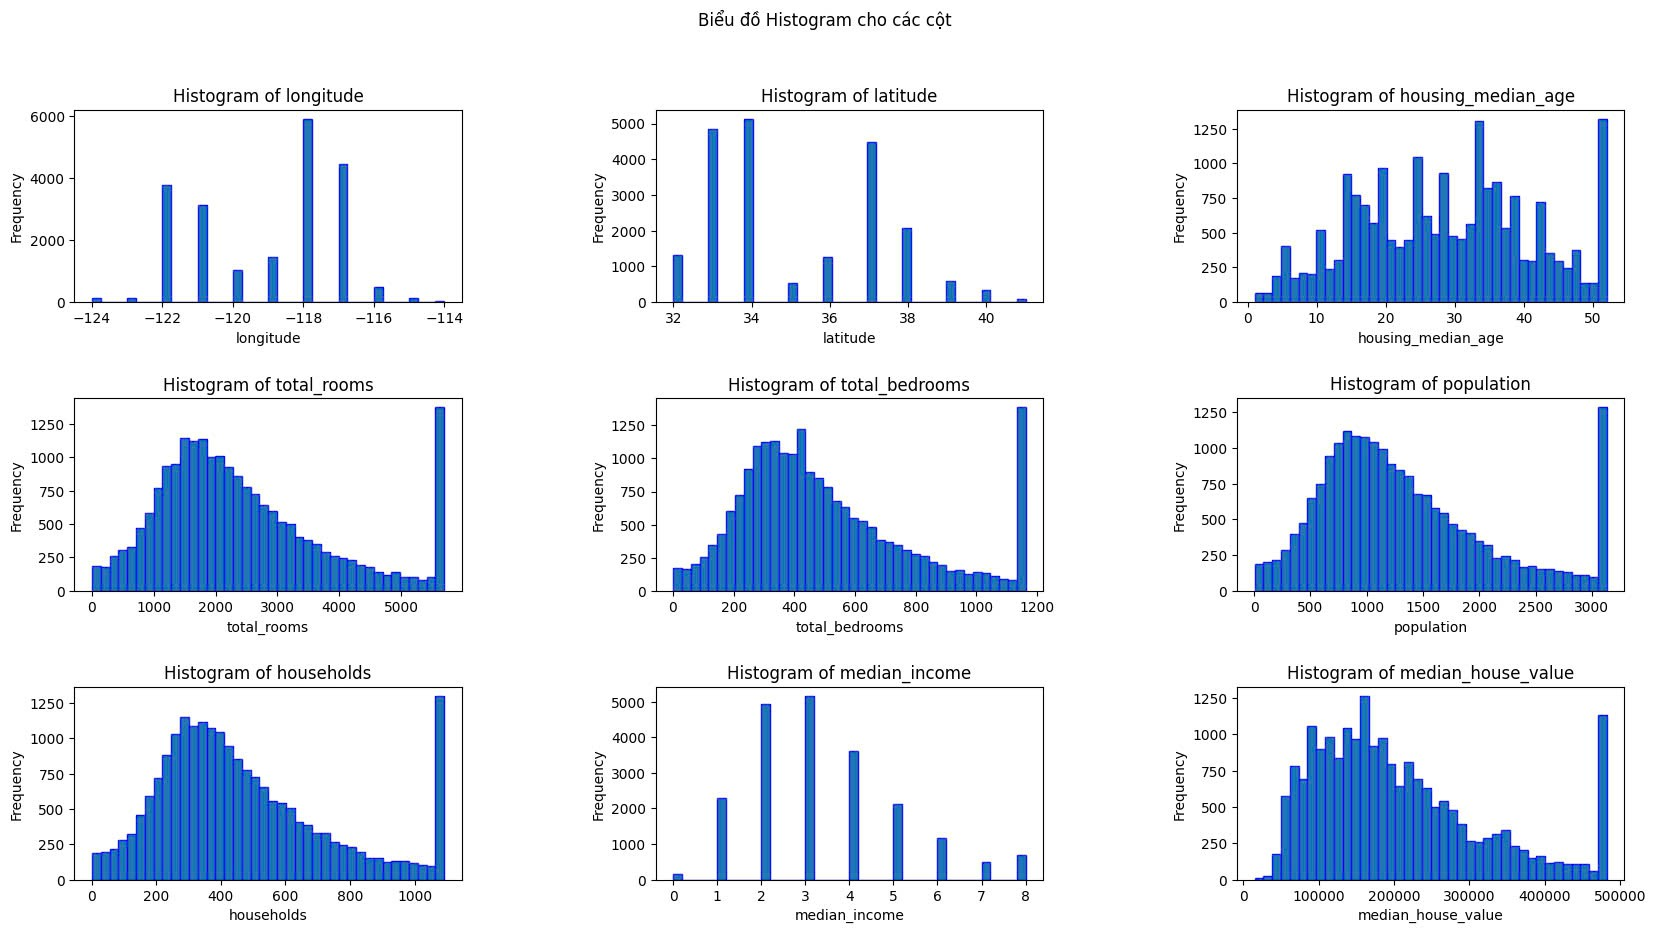 Biểu đồ Histogram cho các cột
Histogram of longitude
Frequency
6000
4000
2000
0
−124 −122 −120 −118 −116 −114
longitude
Histogram of latitude
Frequency
5000
4000
3000
2000
1000
0
32 34 36 38 40
latitude
Histogram of housing_median_age
Frequency
1250
1000
750
500
250
0
0 10 20 30 40 50
housing_median_age
Histogram of total_rooms
Frequency
1250
1000
750
500
250
0
0 1000 2000 3000 4000 5000
total_rooms
Histogram of total_bedrooms
Frequency
1250
1000
750
500
250
0
0 200 400 600 800 1000 1200
total_bedrooms
Histogram of population
Frequency
1250
1000
750
500
250
0
0 500 1000 1500 2000 2500 3000
population
Histogram of households
Frequency
1250
1000
750
500
250
0
0 200 400 600 800 1000
households
Histogram of median_income
Frequency
5000
4000
3000
2000
1000
0
0 1 2 3 4 5 6 7 8
median_income
Histogram of median_house_value
Frequency
1250
1000
750
500
250
0
0 100000 200000 300000 400000 500000
median_house_value